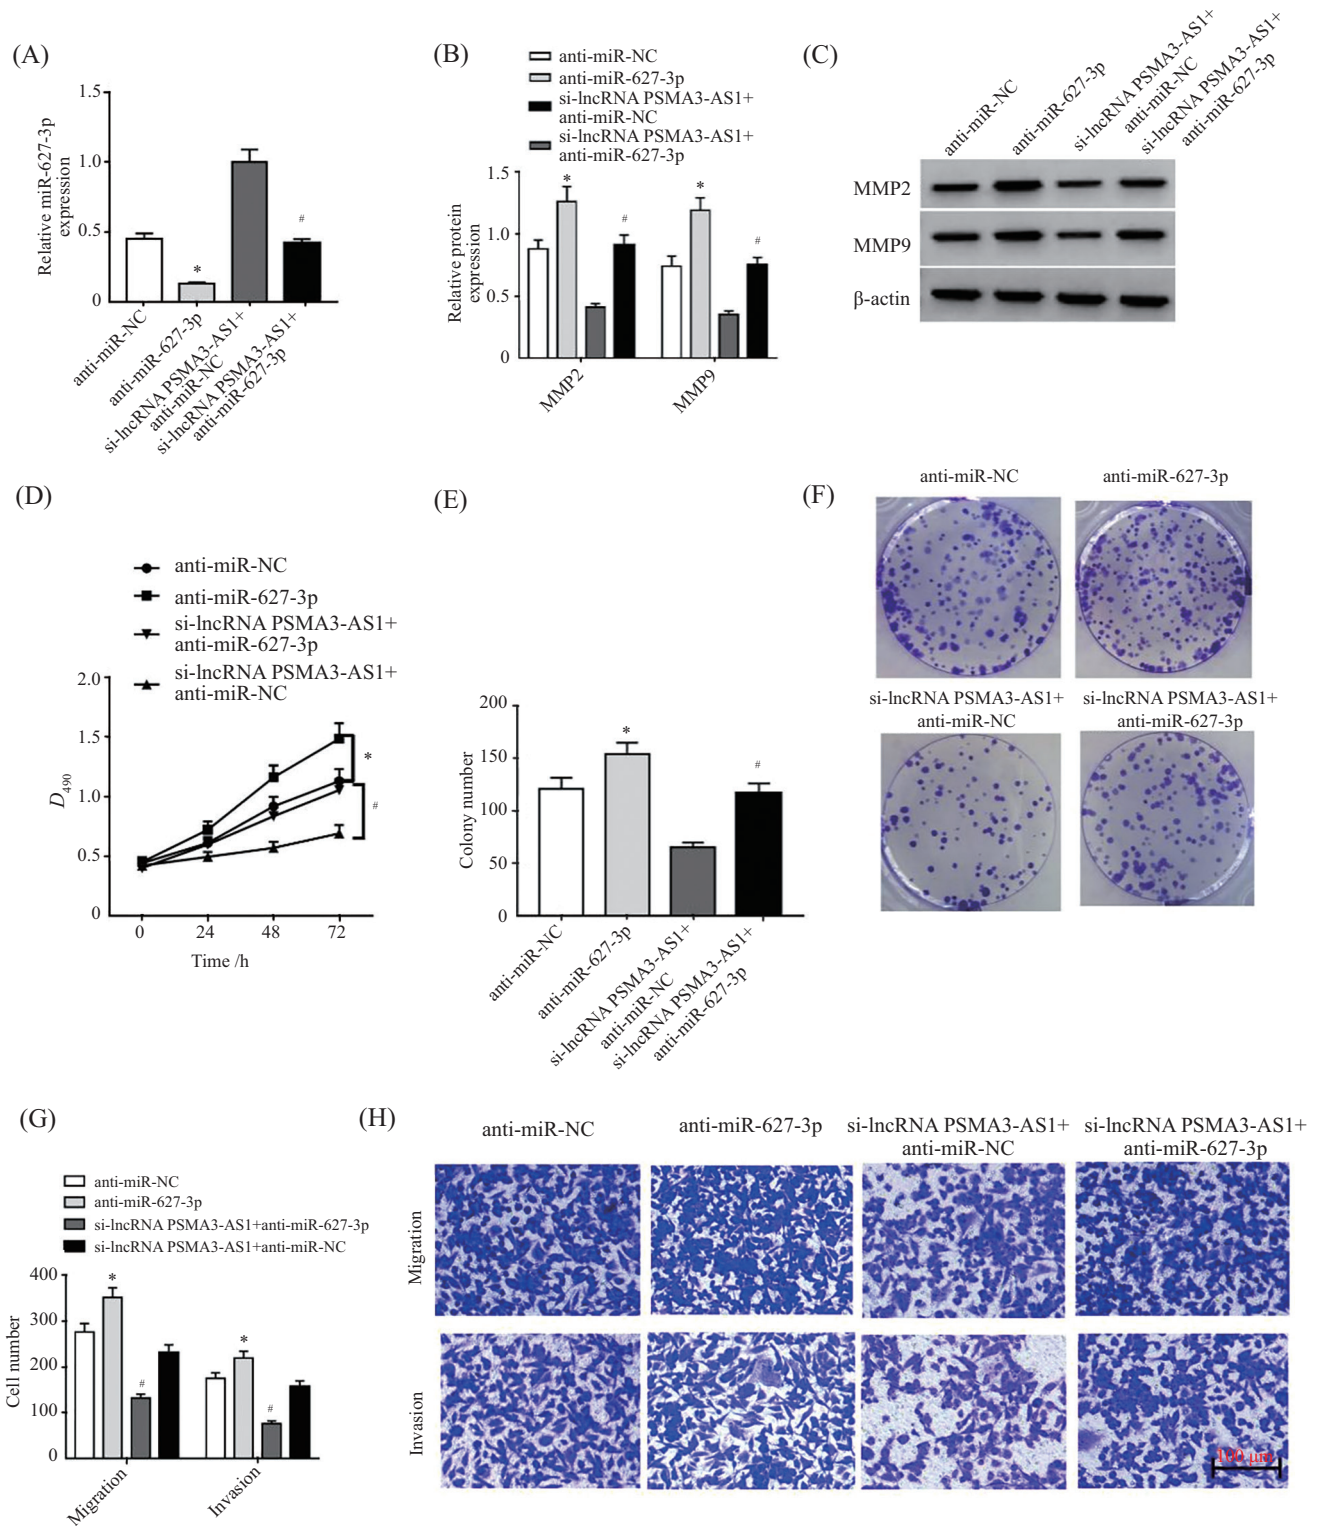 (A)
1.5
1.0
0.5
0
Relative miR-627-3p
expression
*
#
anti-miR-NC
anti-miR-627-3p
si-lncRNA PSMA3-AS1+
anti-miR-NC
si-lncRNA PSMA3-AS1+
anti-miR-627-3p
(B)
anti-miR-NC
anti-miR-627-3p
si-lncRNA PSMA3-AS1+
anti-miR-NC
si-lncRNA PSMA3-AS1+
anti-miR-627-3p
1.5
1.0
0.5
0
Relative protein
expression
*
#
*
#
MMP2
MMP9
(C)
anti-miR-NC
anti-miR-627-3p
si-lncRNA PSMA3-AS1+
anti-miR-NC
si-lncRNA PSMA3-AS1+
anti-miR-627-3p
MMP2
MMP9
β-actin
(D)
anti-miR-NC
anti-miR-627-3p
si-lncRNA PSMA3-AS1+
anti-miR-627-3p
si-lncRNA PSMA3-AS1+
anti-miR-NC
2.0
1.5
1.0
0.5
0
D490
*
#
0 24 48 72
Time /h
(E)
200
150
100
50
0
Colony number
*
#
anti-miR-NC
anti-miR-627-3p
si-lncRNA PSMA3-AS1+
anti-miR-NC
si-lncRNA PSMA3-AS1+
anti-miR-627-3p
(F)
anti-miR-NC
anti-miR-627-3p
si-lncRNA PSMA3-AS1+
anti-miR-NC
si-lncRNA PSMA3-AS1+
anti-miR-627-3p
(G)
anti-miR-NC
anti-miR-627-3p
si-lncRNA PSMA3-AS1+anti-miR-627-3p
si-lncRNA PSMA3-AS1+anti-miR-NC
400
300
200
100
0
Cell number
*
#
*
#
Migration
Invasion
(H)
anti-miR-NC
anti-miR-627-3p
si-lncRNA PSMA3-AS1+
anti-miR-NC
si-lncRNA PSMA3-AS1+
anti-miR-627-3p
Migration
Invasion
100 μm